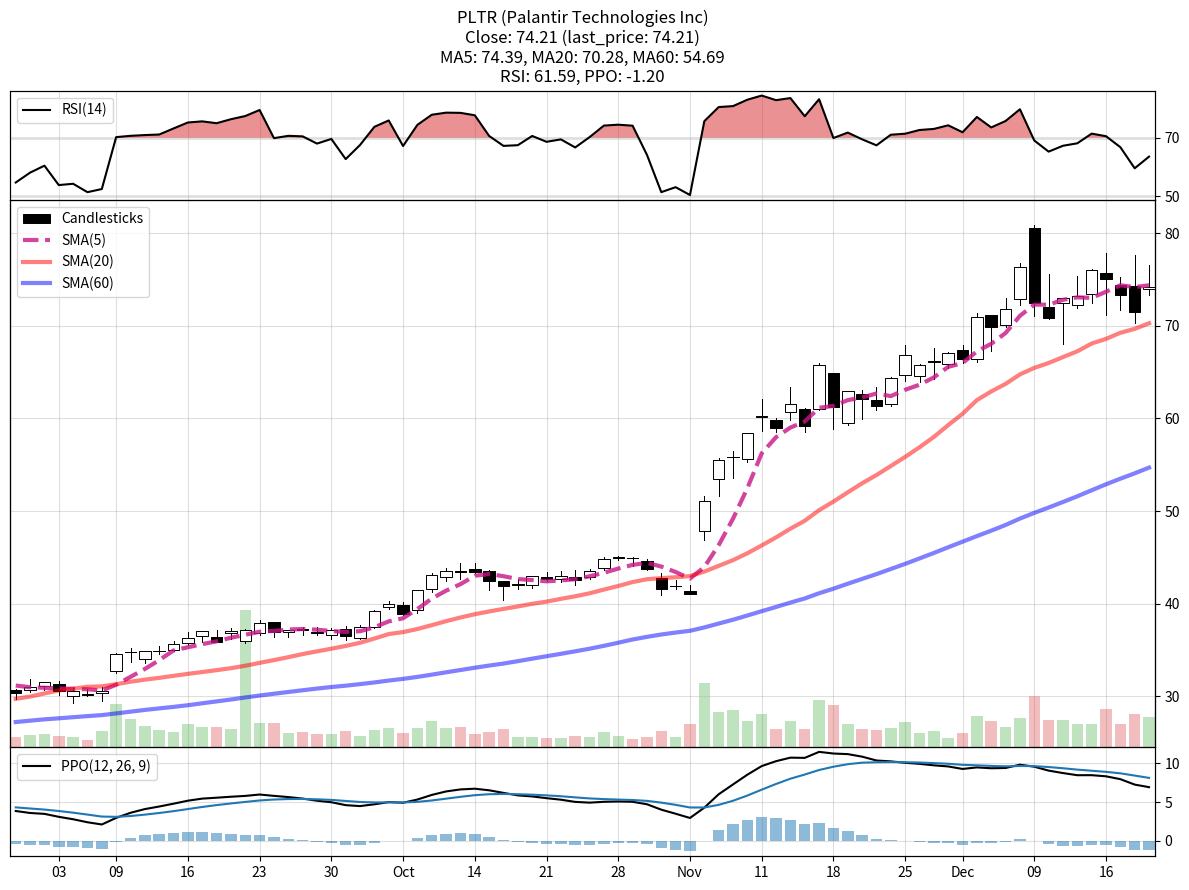 PLTR (Palantir Technologies Inc)
Close: 74.21 (last_price: 74.21)
MA5: 74.39, MA20: 70.28, MA60: 54.69
RSI: 61.59, PPO: -1.20
RSI(14)
70
50
Candlesticks
SMA(5)
SMA(20)
SMA(60)
80
70
60
50
40
30
PPO(12, 26, 9)
10
5
0
03 09 16 23 30 Oct 14 21 28 Nov 11 18 25 Dec 09 16